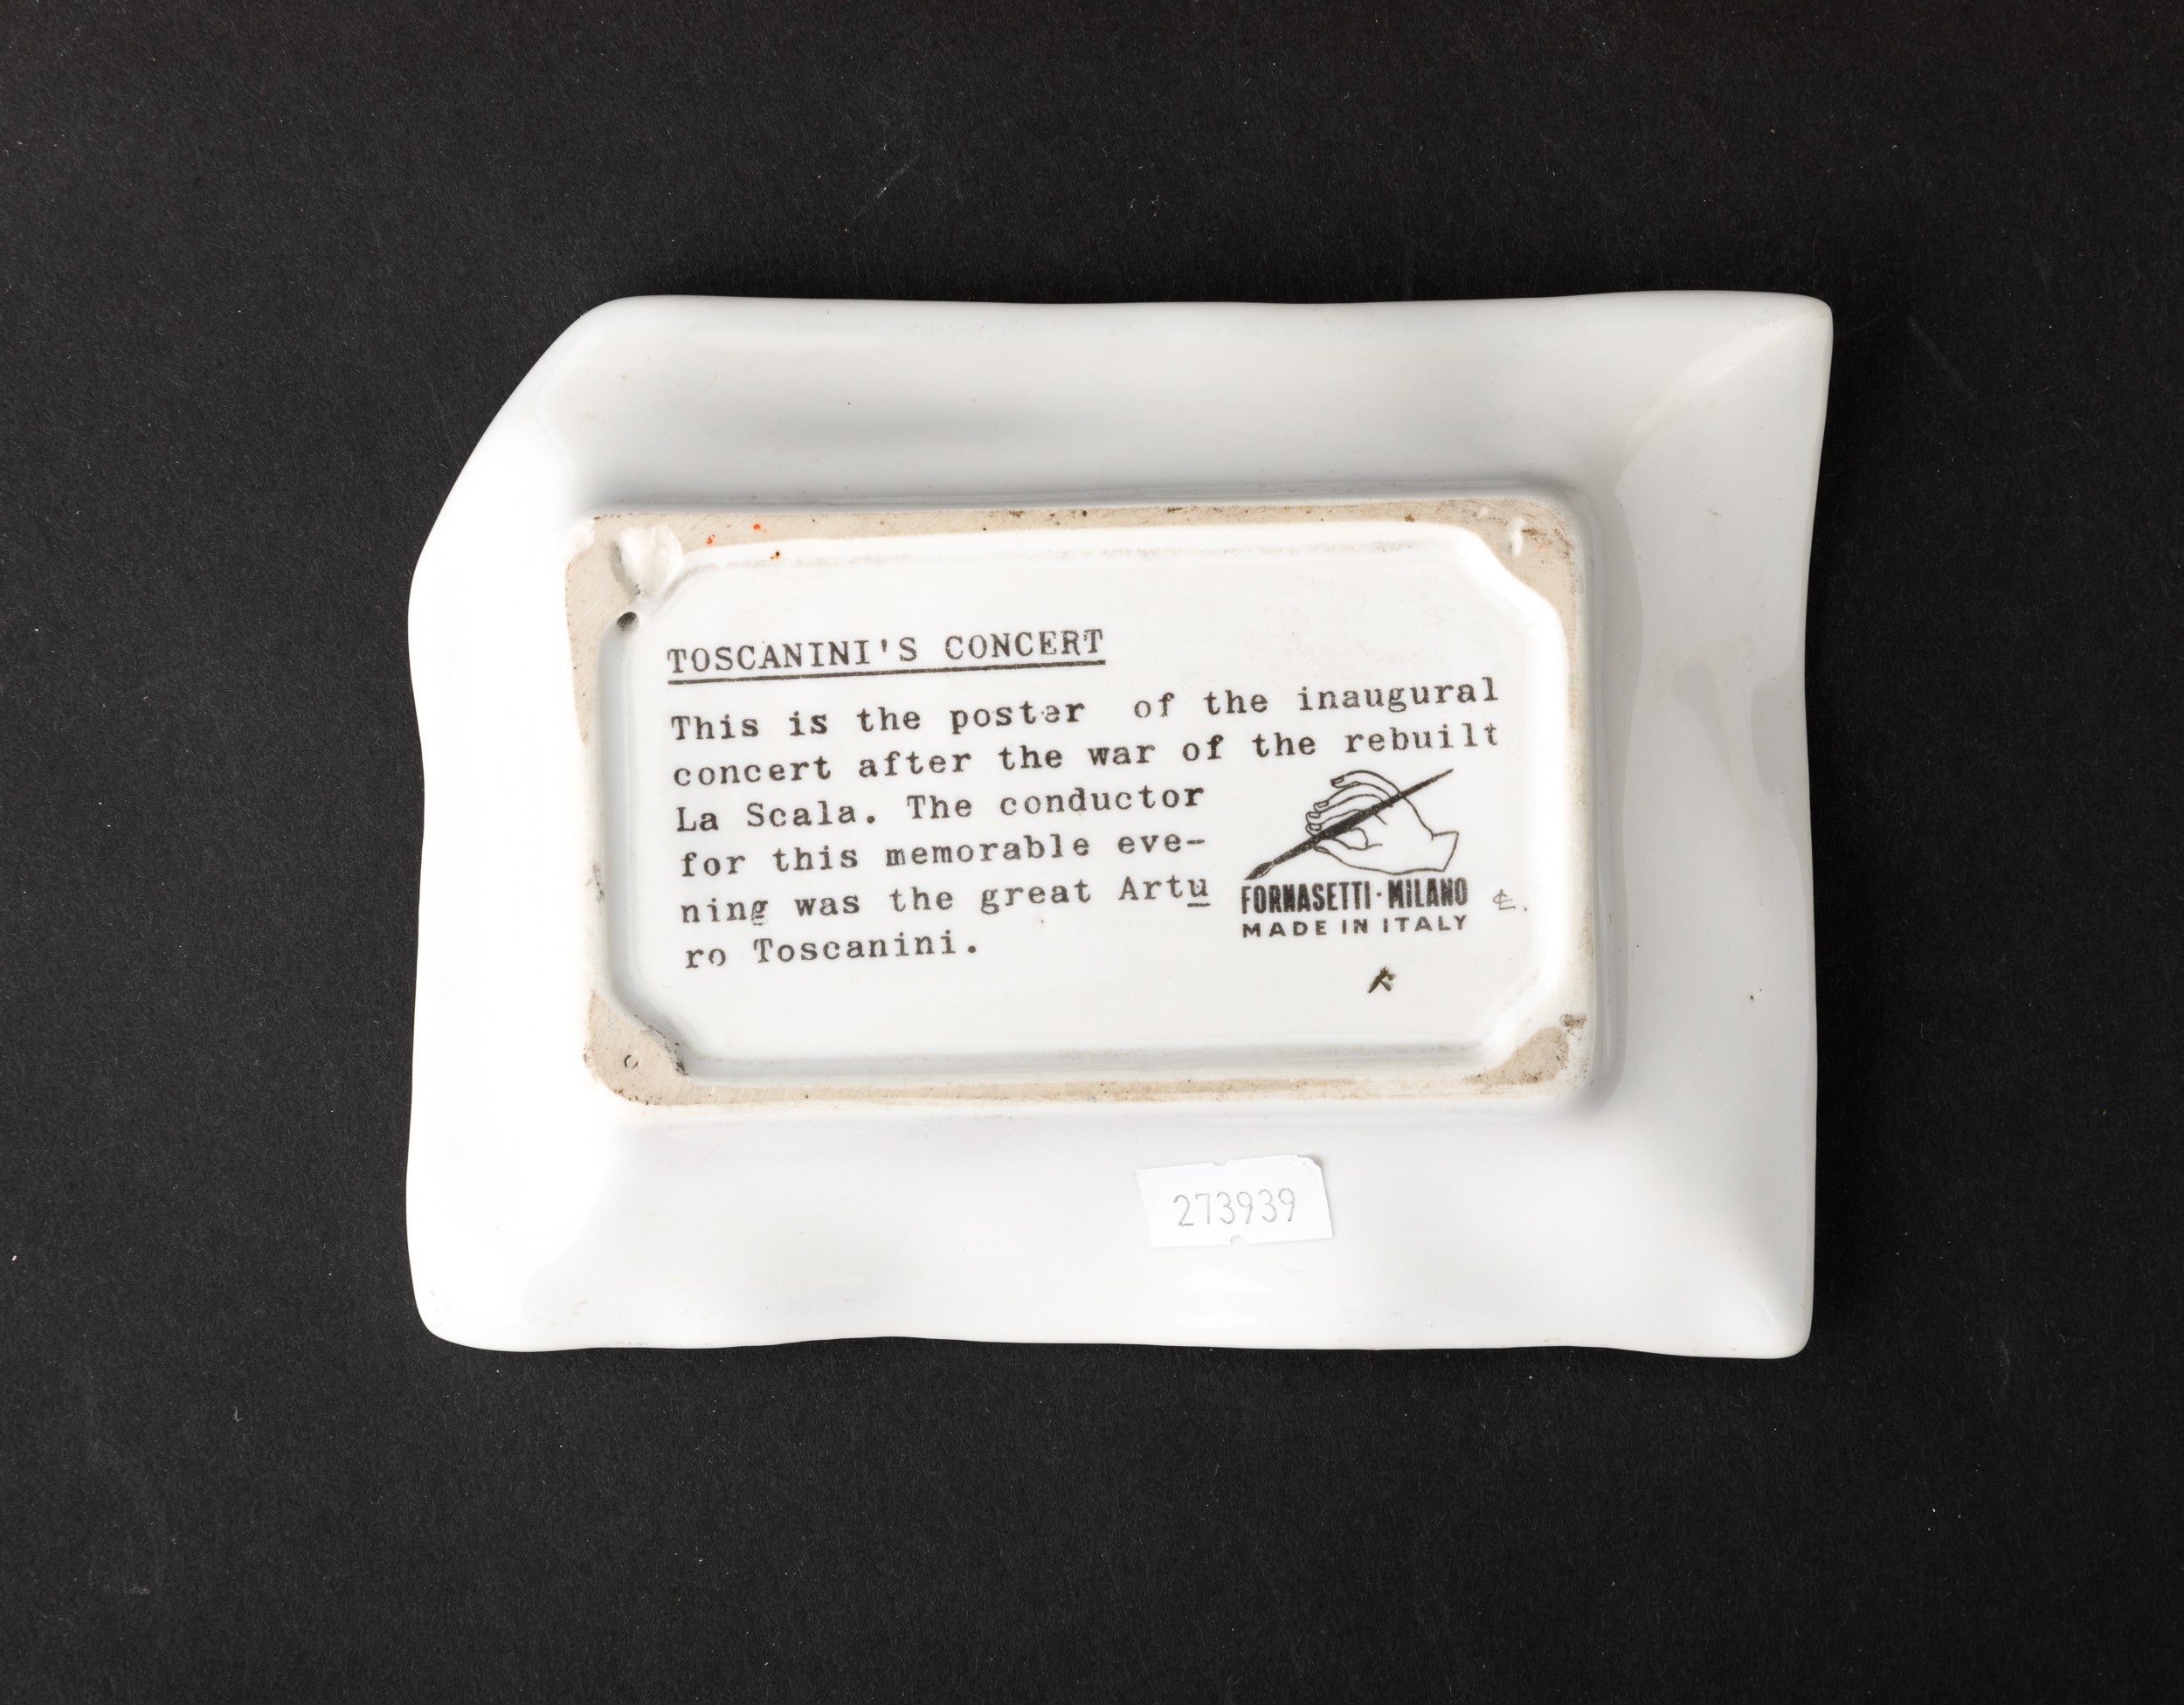 TOSCANINI'S CONCERT
This is the poster of the inaugural
concert after the war of the rebuilt
La Scala. The conductor
for this memorable eve-
ning was the great Artu
ro Toscanini.
FORNASETTI · MILANO
MADE IN ITALY
273939